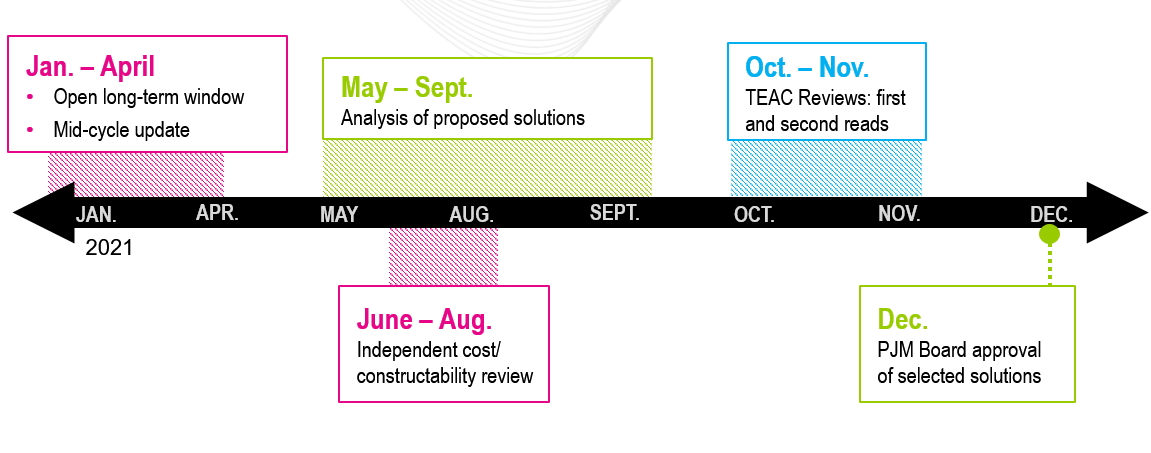 Jan. – April
• Open long-term window
• Mid-cycle update
May – Sept.
Analysis of proposed solutions
Oct. – Nov.
TEAC Reviews: first
and second reads
JAN. APR. MAY AUG. SEPT. OCT. NOV. DEC.
2021
June – Aug.
Independent cost/
constructability review
Dec.
PJM Board approval
of selected solutions